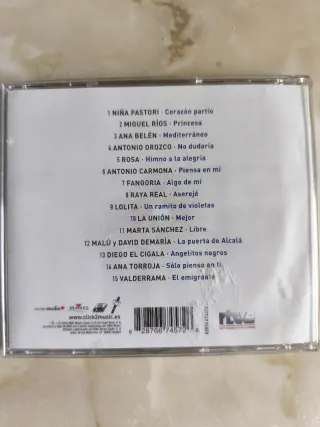 1 NIÑA PASTORI · Corazón partío
2 MIGUEL RÍOS · Princesa
3 ANA BELÉN · Mediterráneo
4 ANTONIO OROZCO · No dudaría
5 ROSA · Himno a la alegría
6 ANTONIO CARMONA · Piensa en mi
7 FANGORIA · Algo de mí
8 RAYA REAL · Aserejé
9 LOLITA · Un ramito de violetas
10 LA UNIÓN · Mejor
11 MARTA SÁNCHEZ · Libre
12 MALÚ y DAVID DEMARÍA · La puerta de Alcalá
13 DIEGO EL CIGALA · Angelitos negros
14 ANA TORROJA · Sólo pienso en ti
15 VALDERRAMA · El emigrante
www.click2music.es
rtve